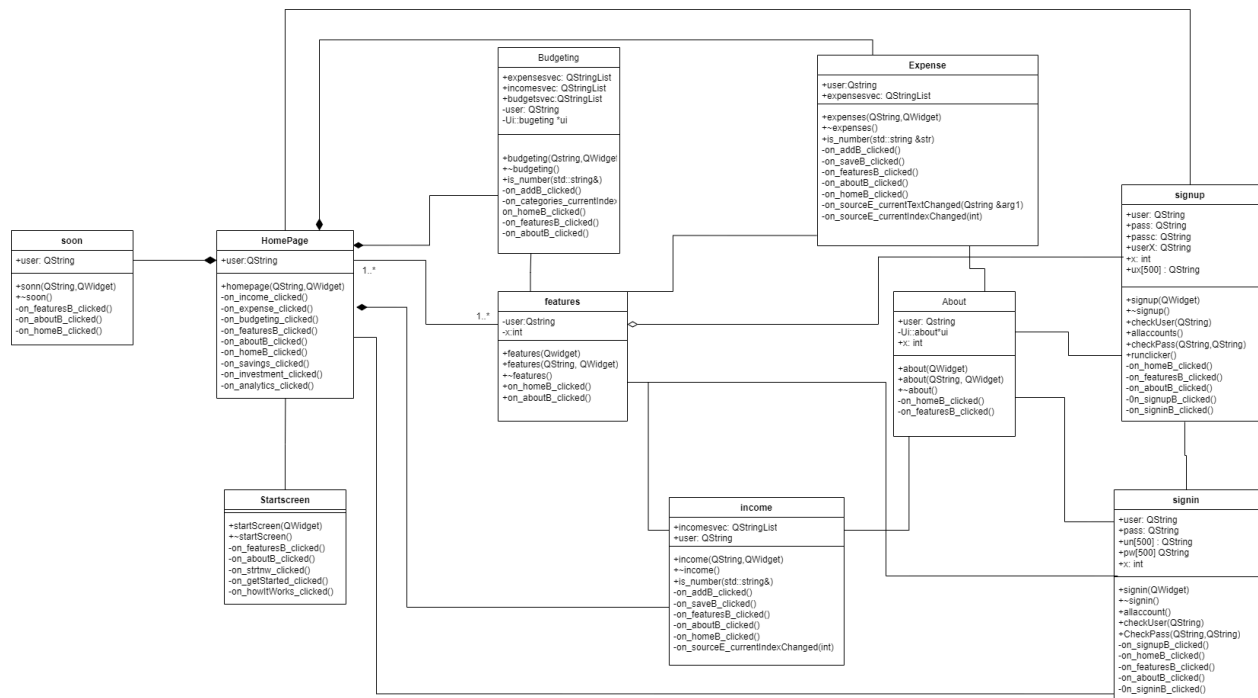 Budgeting
+expensesvec: QStringList
+incomesvec: QStringList
+budgetsvec:QStringList
-user: QString
-Ui::bugeting *ui
+budgeting(Qstring,QWidget
+~budgeting()
+is_number(std::string&)
-on_addB_clicked()
-on_categories_currentIndex
on_homeB_clicked()
-on_featuresB_clicked()
-on_aboutB_clicked()
Expense
+user:Qstring
+expensesvec: QStringList
+expenses(QString,QWidget)
+~expenses()
+is_number(std::string &str)
-on_addB_clicked()
-on_saveB_clicked()
-on_featuresB_clicked()
-on_aboutB_clicked()
-on_homeB_clicked()
-on_sourceE_currentTextChanged(Qstring &arg1)
-on_sourceE_currentIndexChanged(int)
signup
+user: QString
+pass: QString
+passc: QString
+userX: QString
+x: int
+ux[500] : QString
+signup(QWidget)
+~signup()
+checkUser(QString)
+allaccounts()
+checkPass(QString,QString)
+runclicker()
-on_homeB_clicked()
-on_featuresB_clicked()
-on_aboutB_clicked()
-0n_signupB_clicked()
-on_signinB_clicked()
soon
+user: QString
+sonn(QString,QWidget)
+~soon()
-on_featuresB_clicked()
-on_aboutB_clicked()
-on_homeB_clicked()
HomePage
+user:QString
+homepage(QString,QWidget)
-on_income_clicked()
-on_expense_clicked()
-on_budgeting_clicked()
-on_featuresB_clicked()
-on_aboutB_clicked()
-on_homeB_clicked()
-on_savings_clicked()
-on_investment_clicked()
-on_analytics_clicked()
1..*
1..*
features
-user:Qstring
-x:int
+features(Qwidget)
+features(QString, QWidget)
+~features()
+on_homeB_clicked()
+on_aboutB_clicked()
About
+user: Qstring
-Ui::about*ui
+x: int
+about(QWidget)
+about(QString, QWidget)
+~about()
-on_homeB_clicked()
-on_featuresB_clicked()
Startscreen
+startScreen(QWidget)
+~startScreen()
-on_featuresB_clicked()
-on_aboutB_clicked()
-on_strtnw_clicked()
-on_getStarted_clicked()
-on_howItWorks_clicked()
income
+incomesvec: QStringList
+user: QString
+income(QString,QWidget)
+~income()
+is_number(std::string&)
-on_addB_clicked()
-on_saveB_clicked()
-on_featuresB_clicked()
-on_aboutB_clicked()
-on_homeB_clicked()
-on_sourceE_currentIndexChanged(int)
signin
+user: QString
+pass: QString
+un[500] : QString
+pw[500] QString
+x: int
+signin(QWidget)
+~signin()
+allaccount()
+checkUser(QString)
+CheckPass(QString,QString)
-on_signupB_clicked()
-on_homeB_clicked()
-on_featuresB_clicked()
-on_aboutB_clicked()
-0n_signinB_clicked()